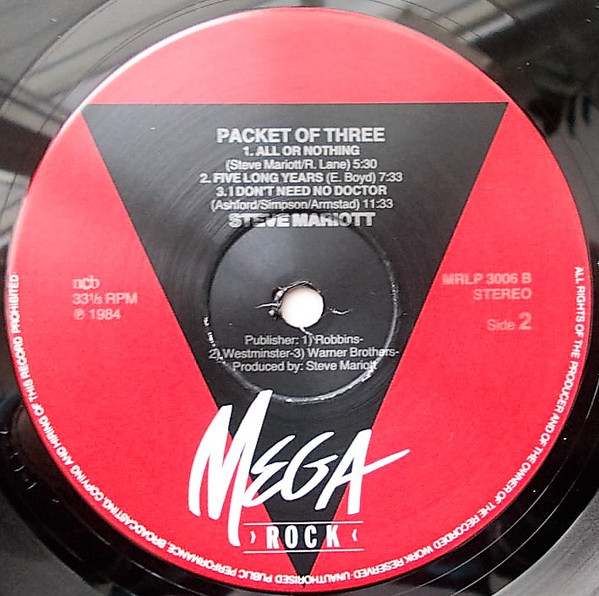 PACKET OF THREE
1. ALL OR NOTHING
(Steve Mariott/R. Lane) 5:30
2. FIVE LONG YEARS (E. Boyd) 7:33
3. I DON'T NEED NO DOCTOR
(Ashford/Simpson/Armstad) 11:33
STEVE MARIOTT
ncb
33⅓ RPM
℗ 1984
MRLP 3006 B
STEREO
Side 2
Publisher: 1) Robbins-
2) Westminster-3) Warner Brothers-
Produced by: Steve Mariott
MEGA
ROCK
ALL RIGHTS OF THE PRODUCER AND OF THE OWNER OF THE RECORDED WORK RESERVED. UNAUTHORISED PUBLIC PERFORMANCE, BROADCASTING, COPYING AND HIRING OF THIS RECORD PROHIBITED